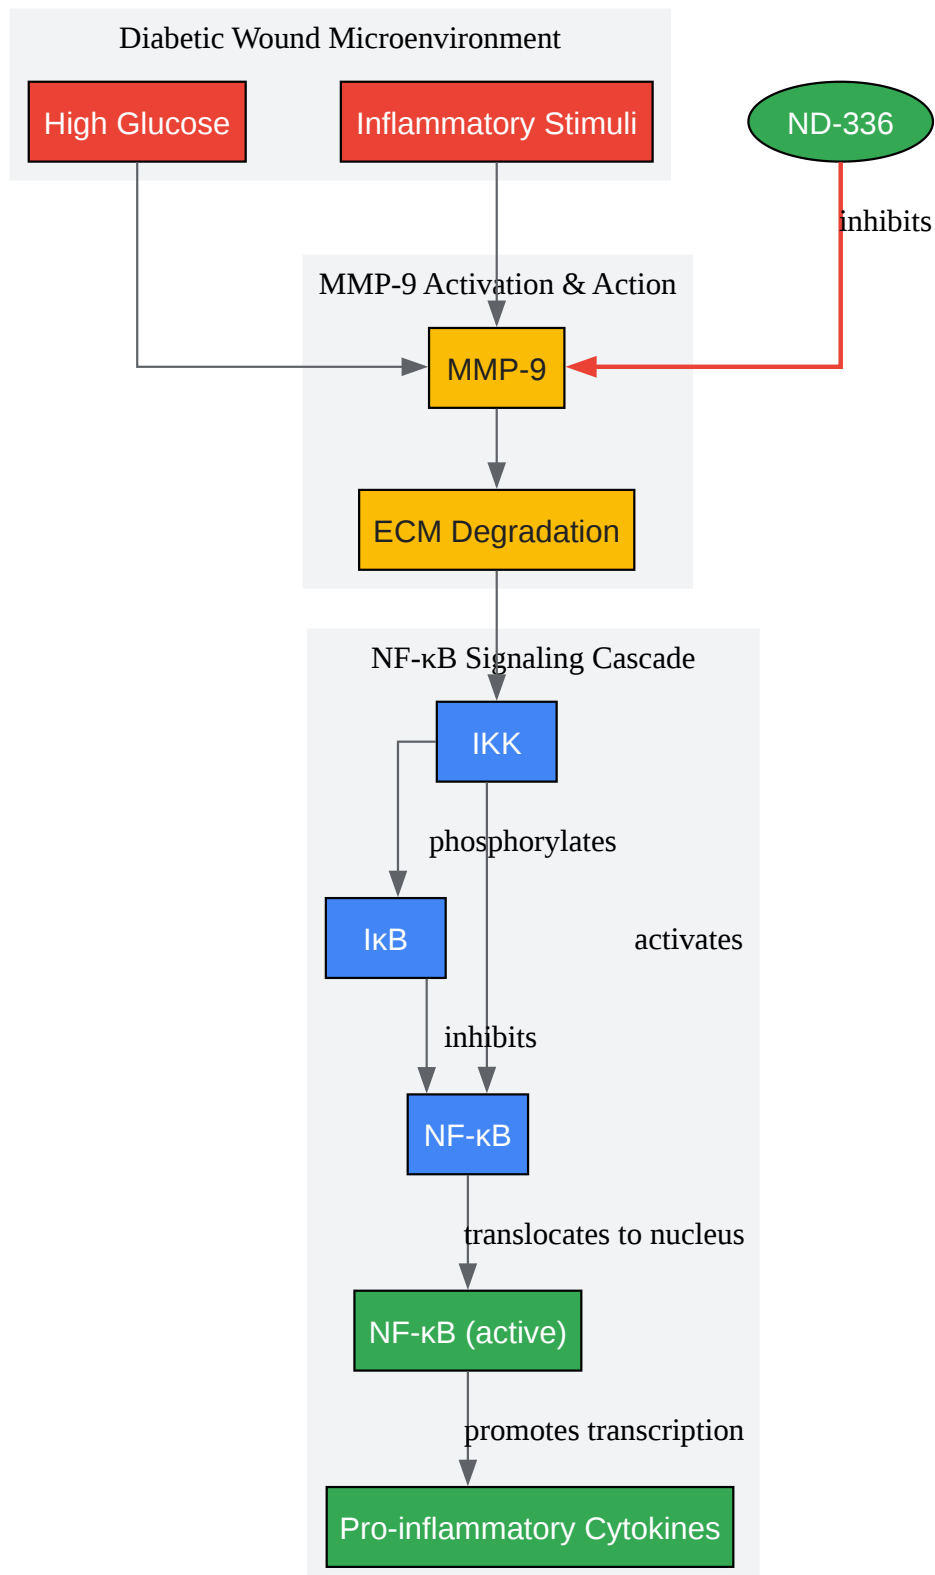 Diabetic Wound Microenvironment
High Glucose
Inflammatory Stimuli
ND-336
inhibits
MMP-9 Activation & Action
MMP-9
ECM Degradation
NF-κB Signaling Cascade
IKK
phosphorylates
IκB
activates
inhibits
NF-κB
translocates to nucleus
NF-κB (active)
promotes transcription
Pro-inflammatory Cytokines